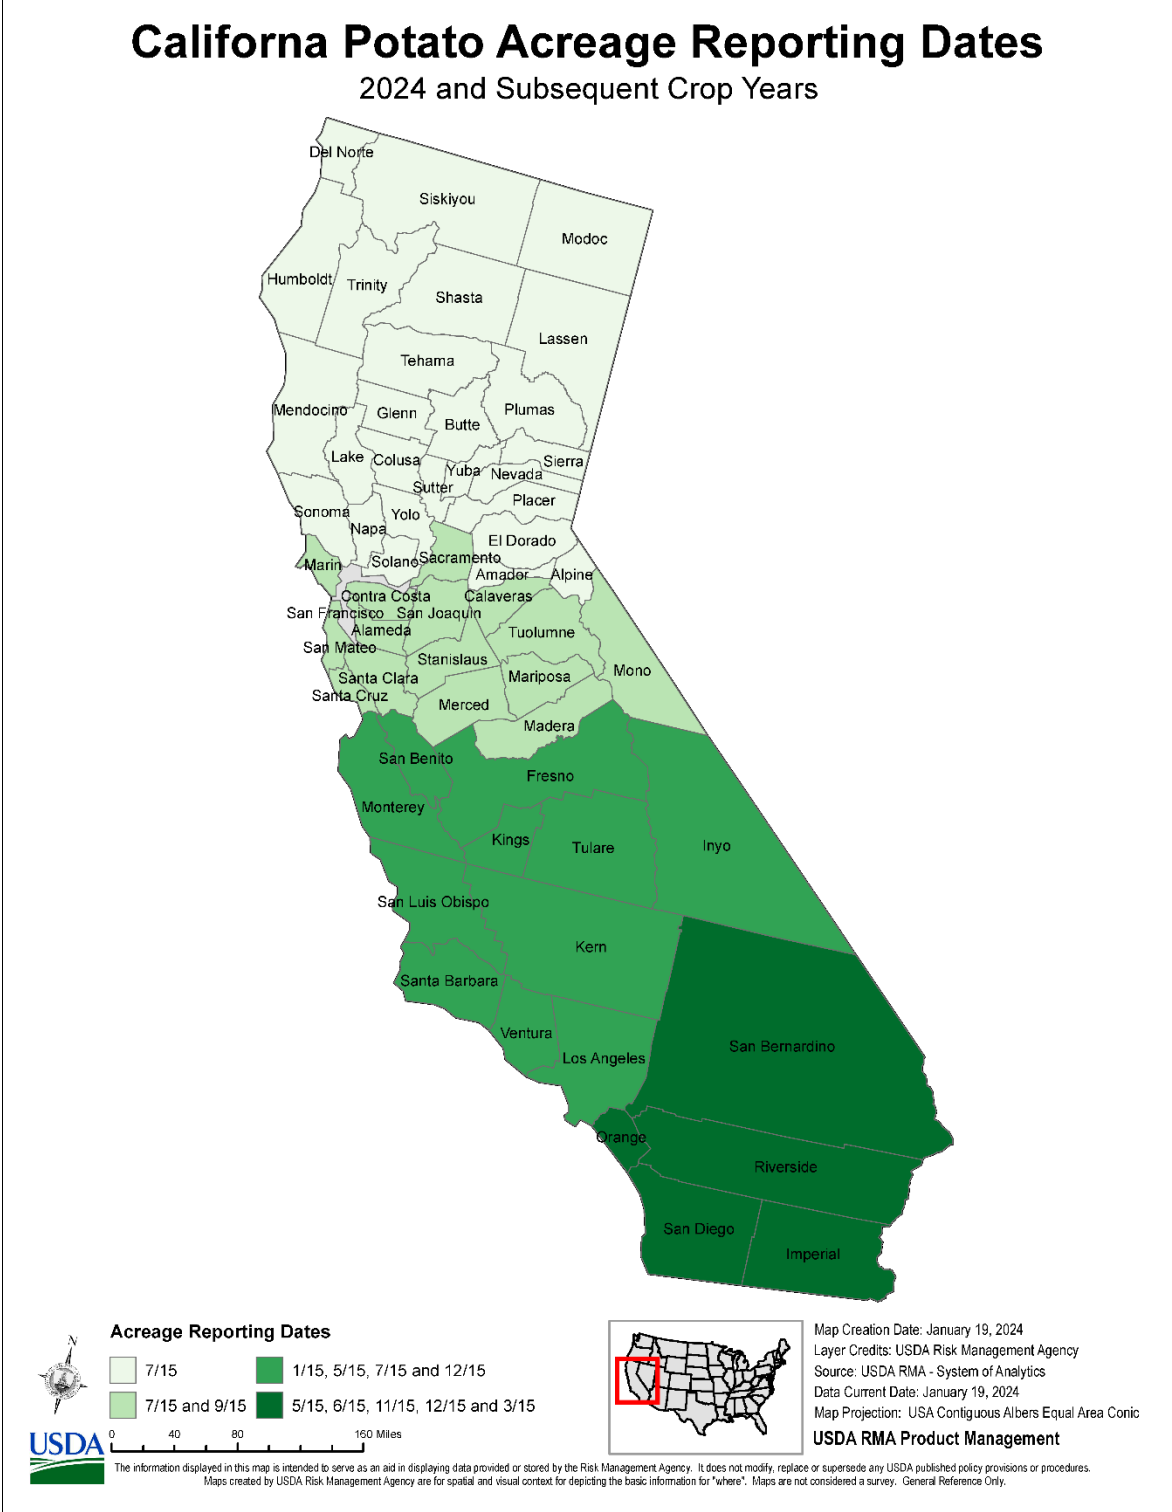 Californa Potato Acreage Reporting Dates
2024 and Subsequent Crop Years
Del Norte
Siskiyou
Modoc
Humboldt
Trinity
Shasta
Lassen
Tehama
Mendocino
Glenn
Butte
Plumas
Lake
Colusa
Yuba
Sierra
Nevada
Sutter
Placer
Sonoma
Napa
Yolo
El Dorado
Marin
Solano
Sacramento
Amador
Alpine
Contra Costa
Calaveras
San Francisco
San Joaquin
Alameda
Tuolumne
San Mateo
Stanislaus
Mono
Santa Clara
Mariposa
Santa Cruz
Merced
Madera
San Benito
Fresno
Monterey
Kings
Tulare
Inyo
San Luis Obispo
Kern
Santa Barbara
Ventura
Los Angeles
San Bernardino
Orange
Riverside
San Diego
Imperial
N
Acreage Reporting Dates
7/15
1/15, 5/15, 7/15 and 12/15
7/15 and 9/15
5/15, 6/15, 11/15, 12/15 and 3/15
USDA
0 40 80 160 Miles
Map Creation Date: January 19, 2024
Layer Credits: USDA Risk Management Agency
Source: USDA RMA - System of Analytics
Data Current Date: January 19, 2024
Map Projection: USA Contiguous Albers Equal Area Conic
USDA RMA Product Management
The information displayed in this map is intended to serve as an aid in displaying data provided or stored by the Risk Management Agency. It does not modify, replace or supersede any USDA published policy provisions or procedures.
Maps created by USDA Risk Management Agency are for spatial and visual context for depicting the basic information for "where". Maps are not considered a survey. General Reference Only.